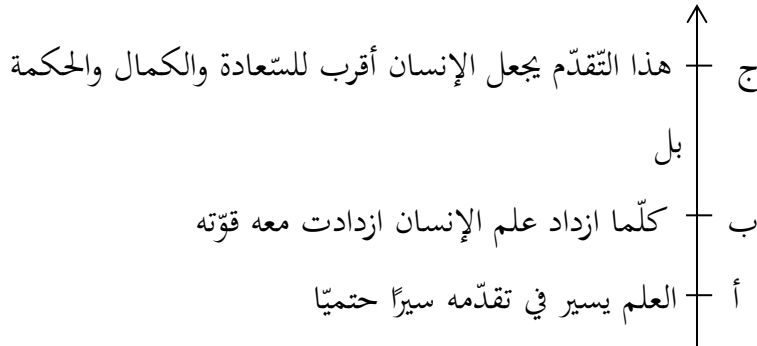 ج هذا التّقدّم يجعل الإنسان أقرب للسّعادة والكمال والحكمة
بل
ب كلّما ازداد علم الإنسان ازدادت معه قوّته
أ العلم يسير في تقدّمه سيرًا حتميّا